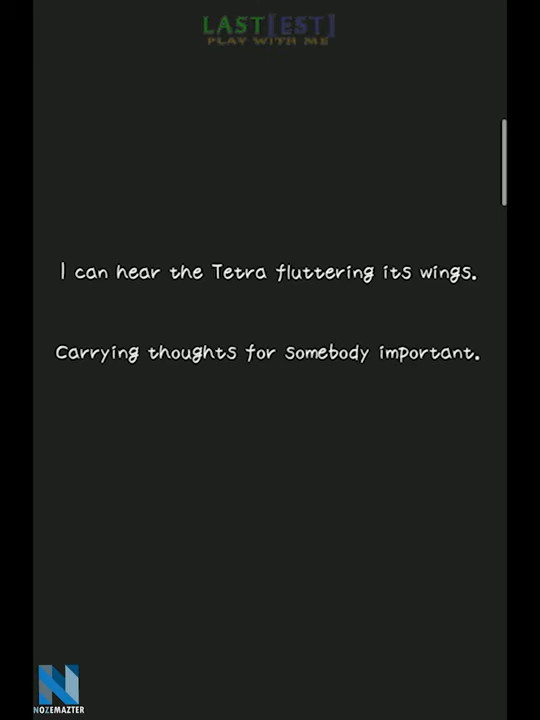 LAST[EST]
PLAY WITH ME
I can hear the Tetra fluttering its wings.
Carrying thoughts for somebody important.
NOZEMAZTER